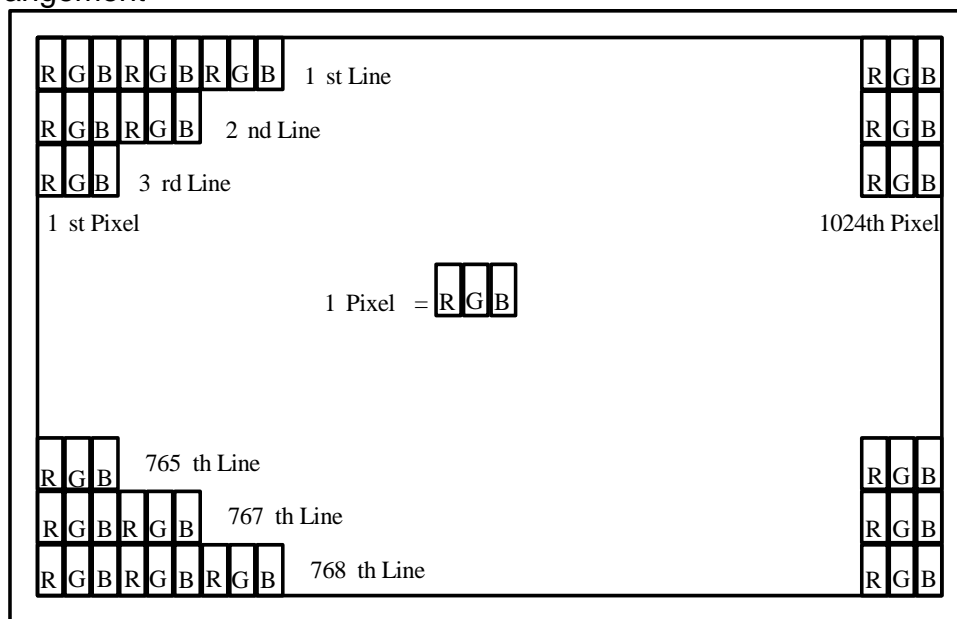 angement
R G B R G B R G B 1 st Line R G B
R G B R G B 2 nd Line R G B
R G B 3 rd Line R G B
1 st Pixel 1024th Pixel
1 Pixel = R G B
R G B 765 th Line R G B
R G B R G B 767 th Line R G B
R G B R G B R G B 768 th Line R G B